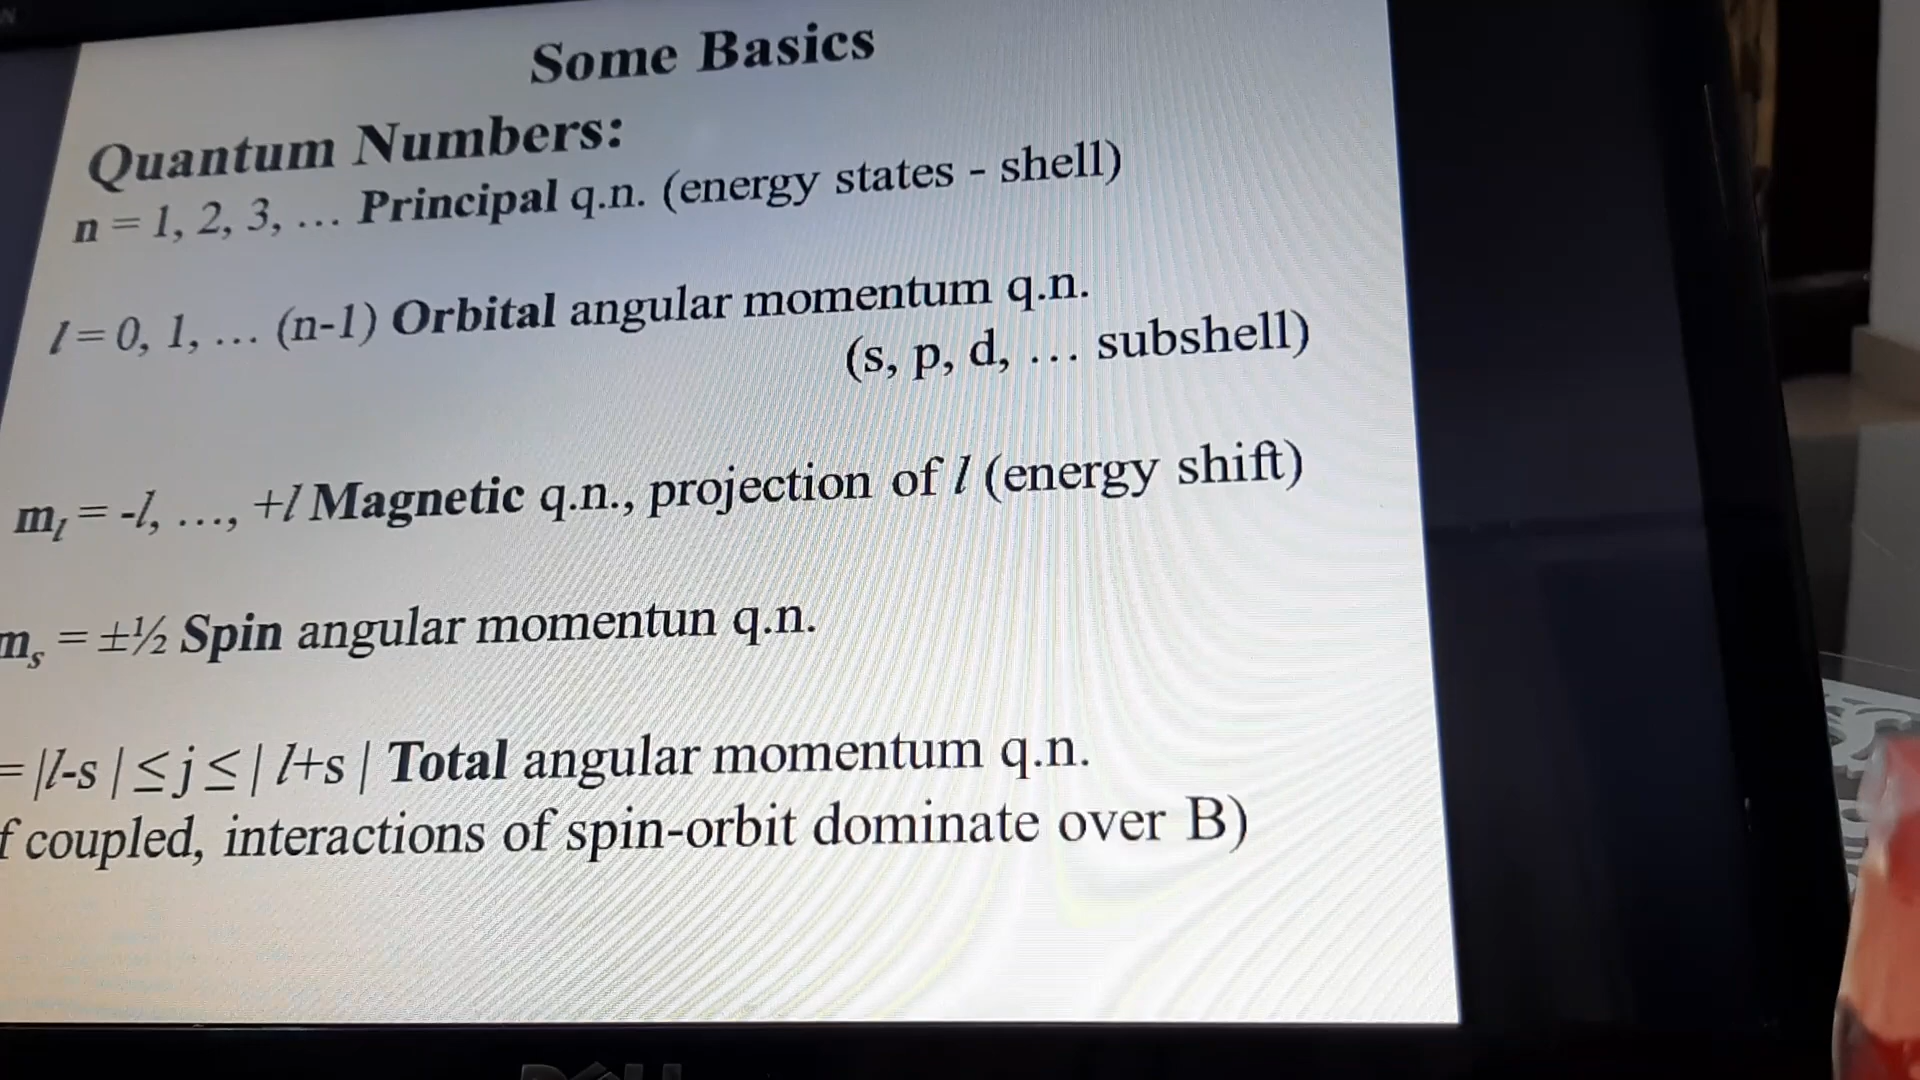 Some Basics
Quantum Numbers:
n = 1, 2, 3, … Principal q.n. (energy states - shell)
l = 0, 1, … (n-1) Orbital angular momentum q.n.
(s, p, d, … subshell)
mₗ = -l, …, +l Magnetic q.n., projection of l (energy shift)
mₛ = ±½ Spin angular momentun q.n.
= |l-s | ≤ j ≤ | l+s | Total angular momentum q.n.
f coupled, interactions of spin-orbit dominate over B)